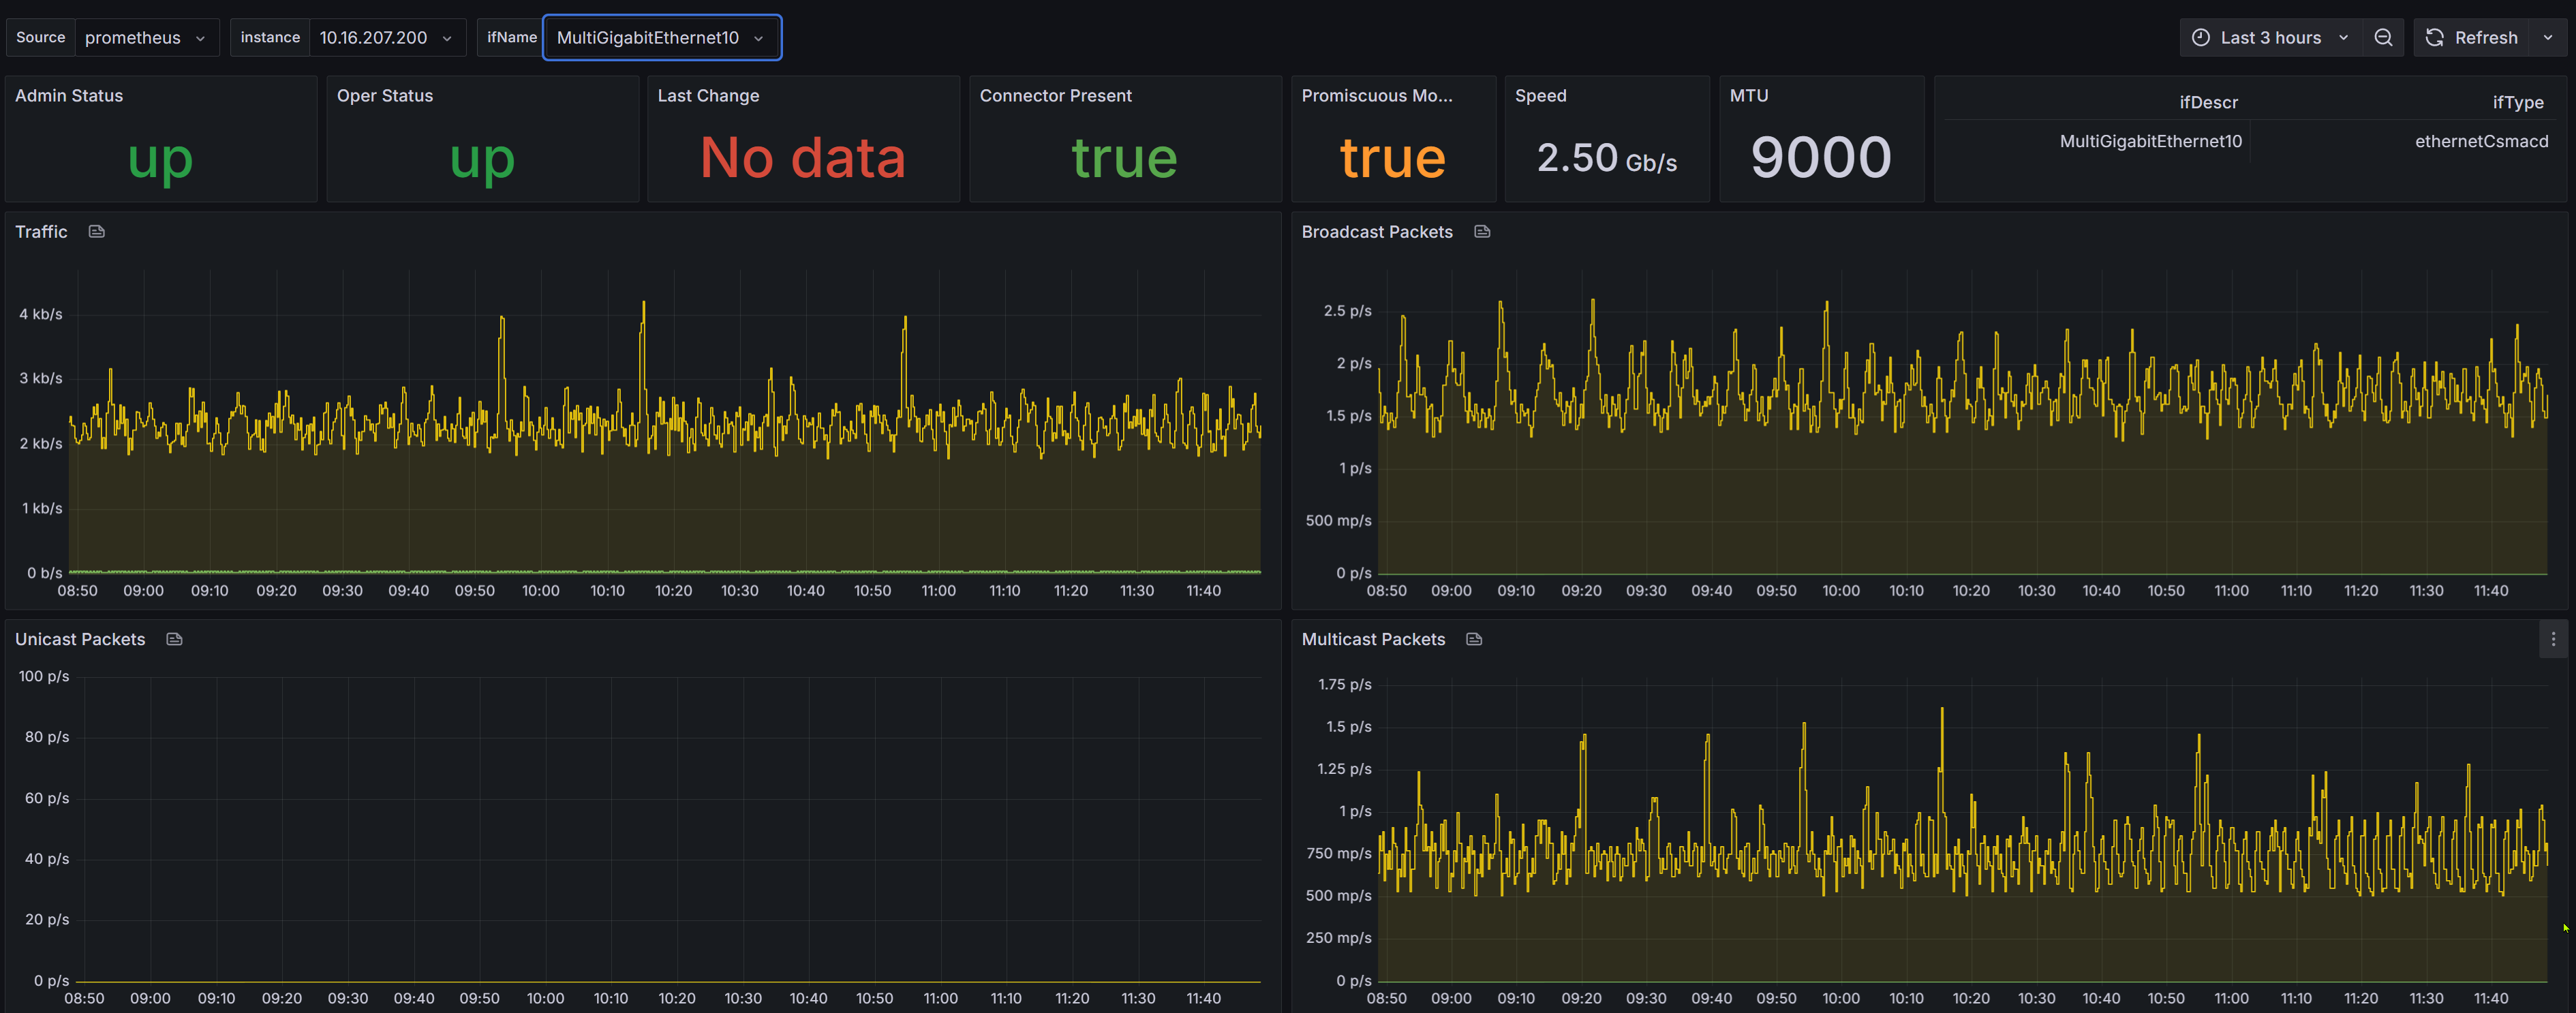 Source prometheus instance 10.16.207.200 ifName MultiGigabitEthernet10 Last 3 hours Refresh
Admin Status
up
Oper Status
up
Last Change
No data
Connector Present
true
Promiscuous Mo...
true
Speed
2.50 Gb/s
MTU
9000
ifDescr ifType
MultiGigabitEthernet10 ethernetCsmacd
Traffic
4 kb/s
3 kb/s
2 kb/s
1 kb/s
0 b/s
08:50 09:00 09:10 09:20 09:30 09:40 09:50 10:00 10:10 10:20 10:30 10:40 10:50 11:00 11:10 11:20 11:30 11:40
Broadcast Packets
2.5 p/s
2 p/s
1.5 p/s
1 p/s
500 mp/s
0 p/s
08:50 09:00 09:10 09:20 09:30 09:40 09:50 10:00 10:10 10:20 10:30 10:40 10:50 11:00 11:10 11:20 11:30 11:40
Unicast Packets
100 p/s
80 p/s
60 p/s
40 p/s
20 p/s
0 p/s
08:50 09:00 09:10 09:20 09:30 09:40 09:50 10:00 10:10 10:20 10:30 10:40 10:50 11:00 11:10 11:20 11:30 11:40
Multicast Packets
1.75 p/s
1.5 p/s
1.25 p/s
1 p/s
750 mp/s
500 mp/s
250 mp/s
0 p/s
08:50 09:00 09:10 09:20 09:30 09:40 09:50 10:00 10:10 10:20 10:30 10:40 10:50 11:00 11:10 11:20 11:30 11:40